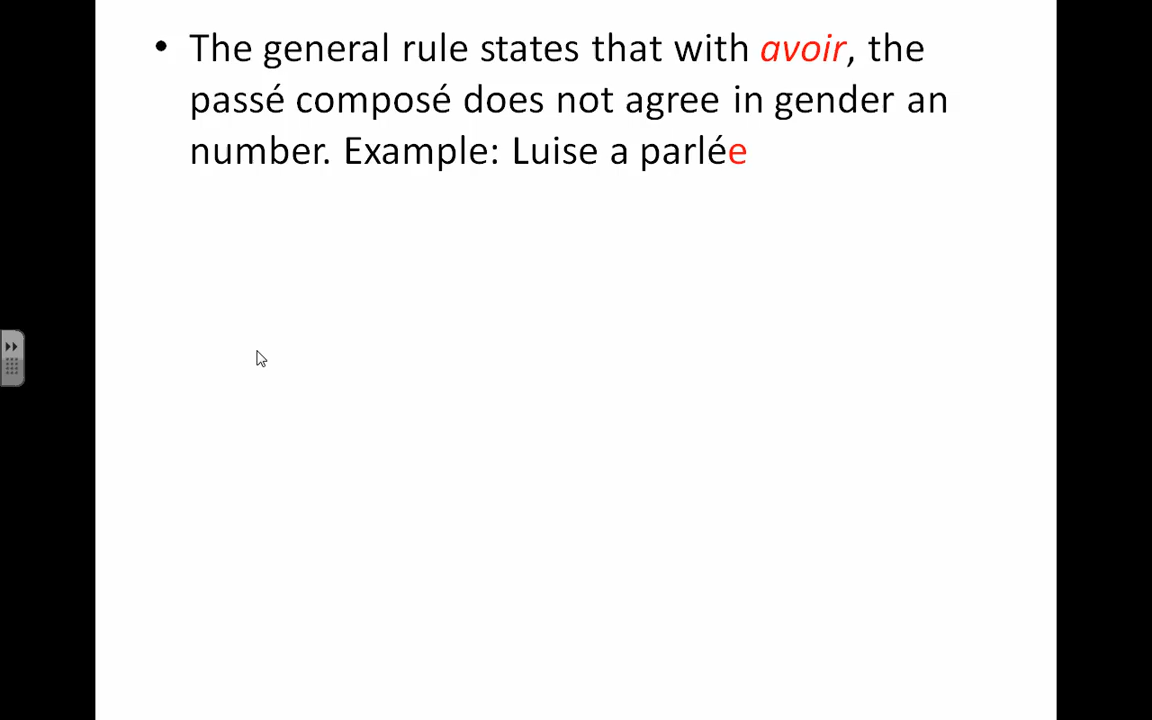 • The general rule states that with avoir, the
passé composé does not agree in gender an
number. Example: Luise a parlée